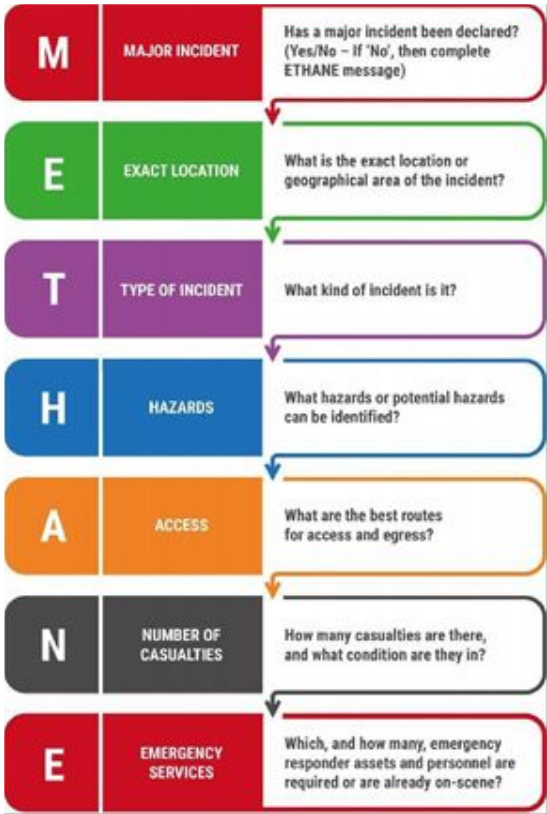 M
MAJOR INCIDENT
Has a major incident been declared?
(Yes/No – If ‘No’, then complete
ETHANE message)
E
EXACT LOCATION
What is the exact location or
geographical area of the incident?
T
TYPE OF INCIDENT
What kind of incident is it?
H
HAZARDS
What hazards or potential hazards
can be identified?
A
ACCESS
What are the best routes
for access and egress?
N
NUMBER OF
CASUALTIES
How many casualties are there,
and what condition are they in?
E
EMERGENCY
SERVICES
Which, and how many, emergency
responder assets and personnel are
required or are already on-scene?